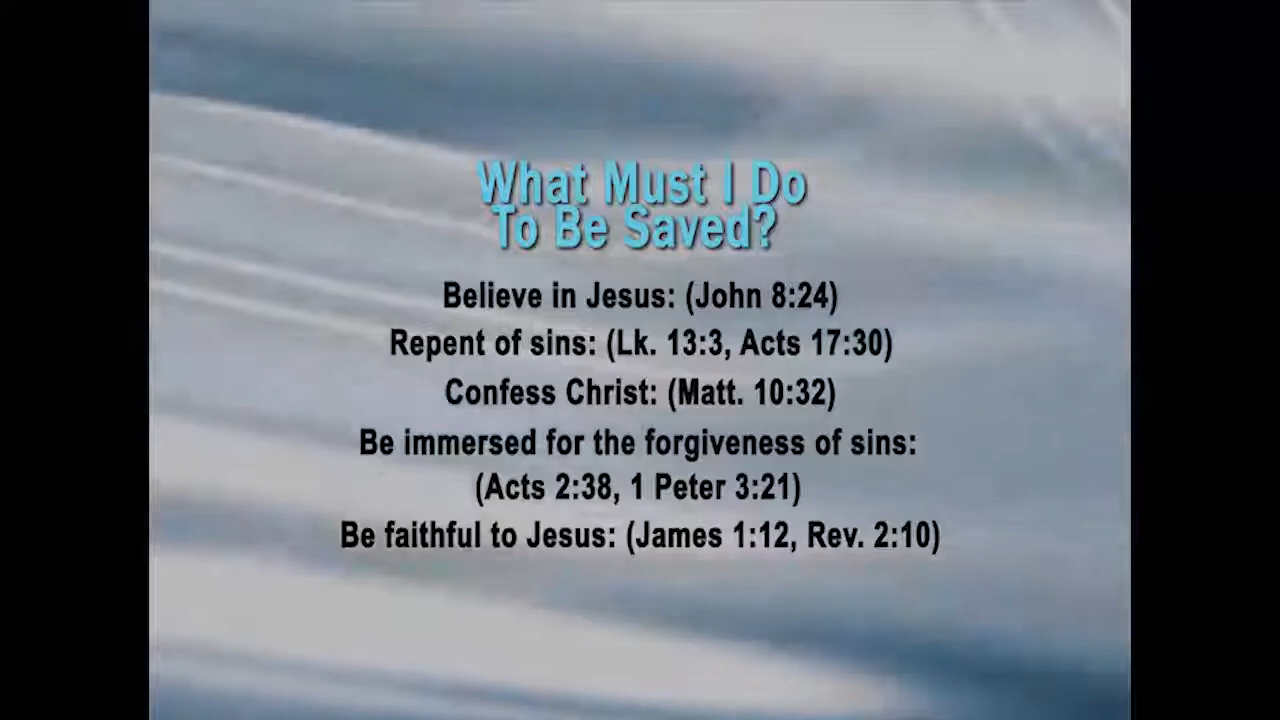 What Must I Do
To Be Saved?
Believe in Jesus: (John 8:24)
Repent of sins: (Lk. 13:3, Acts 17:30)
Confess Christ: (Matt. 10:32)
Be immersed for the forgiveness of sins:
(Acts 2:38, 1 Peter 3:21)
Be faithful to Jesus: (James 1:12, Rev. 2:10)